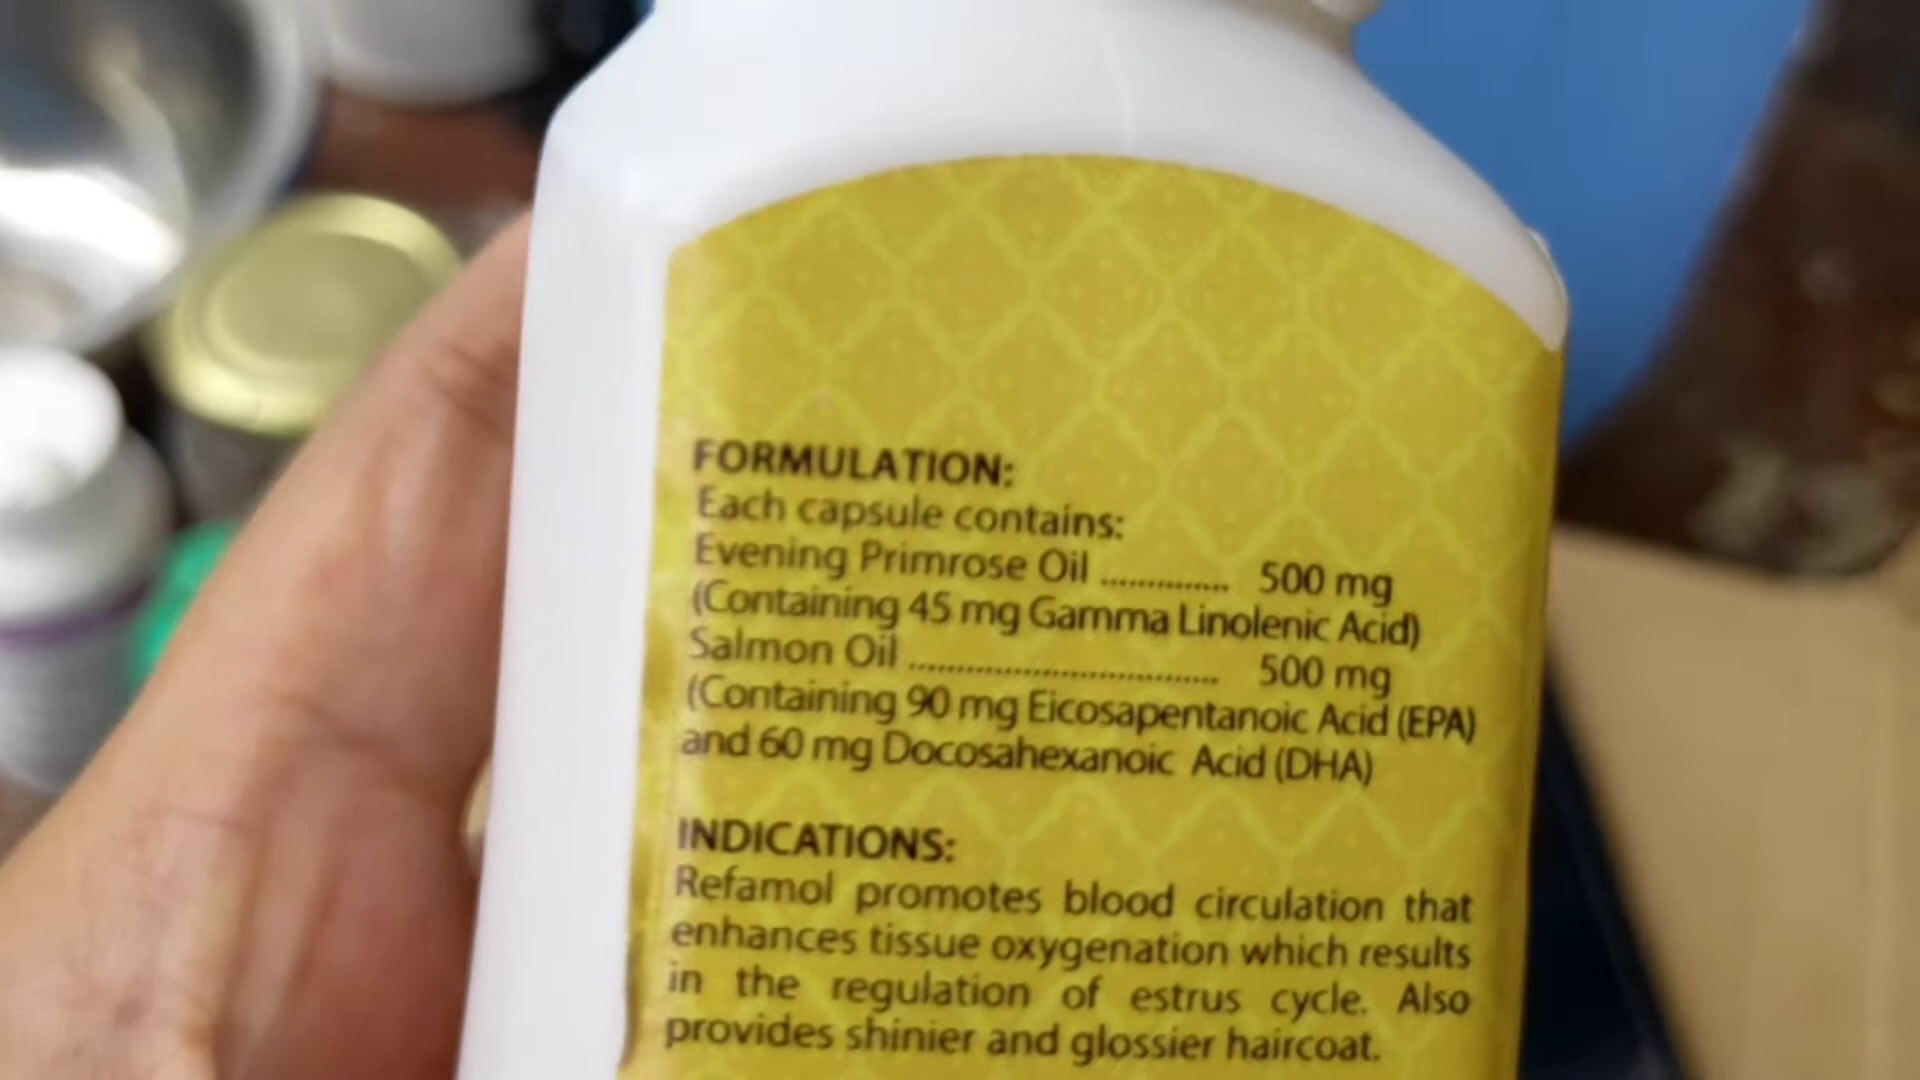 FORMULATION:
Each capsule contains:
Evening Primrose Oil .............. 500 mg
(Containing 45 mg Gamma Linolenic Acid)
Salmon Oil ................................. 500 mg
(Containing 90 mg Eicosapentanoic Acid (EPA)
and 60 mg Docosahexanoic Acid (DHA)
INDICATIONS:
Refamol promotes blood circulation that
enhances tissue oxygenation which results
in the regulation of estrus cycle. Also
provides shinier and glossier haircoat.